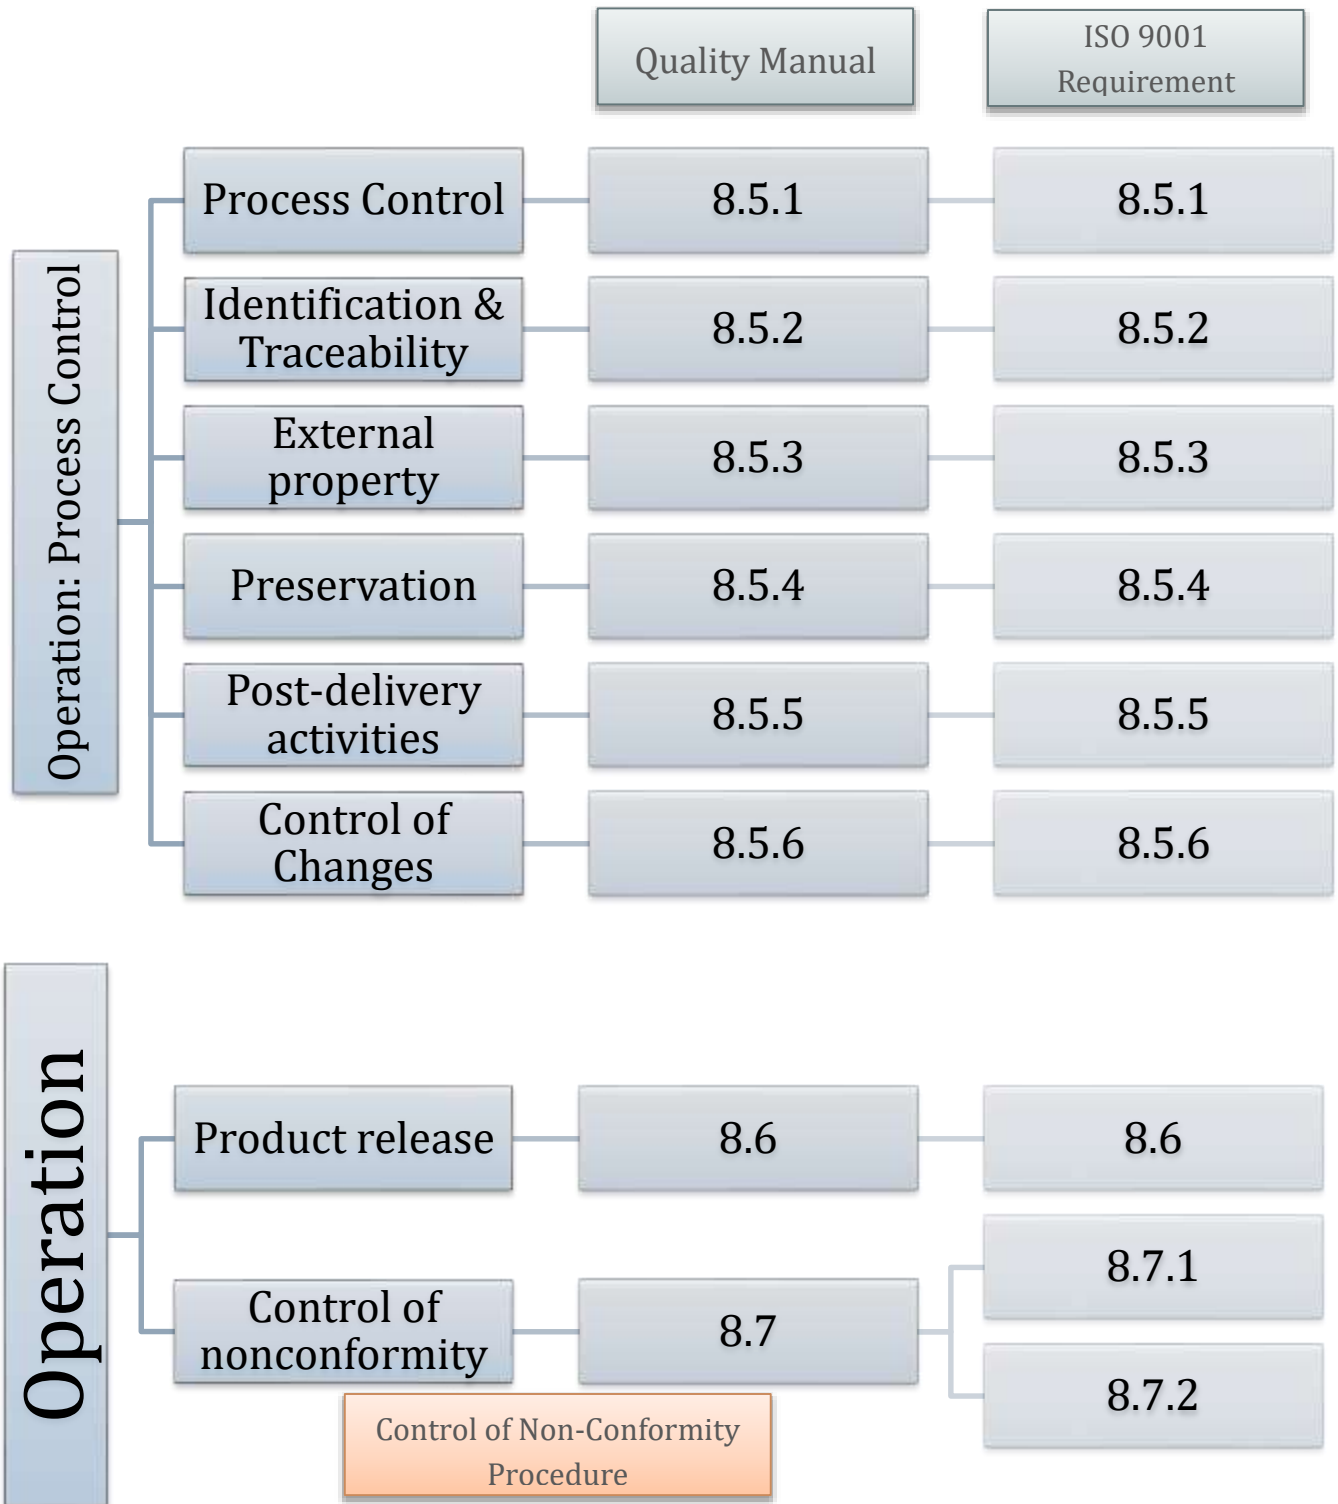 Quality Manual
ISO 9001
Requirement
Operation: Process Control
Process Control
8.5.1
8.5.1
Identification &
Traceability
8.5.2
8.5.2
External
property
8.5.3
8.5.3
Preservation
8.5.4
8.5.4
Post-delivery
activities
8.5.5
8.5.5
Control of
Changes
8.5.6
8.5.6
Operation
Product release
8.6
8.6
Control of
nonconformity
8.7
8.7.1
8.7.2
Control of Non-Conformity
Procedure